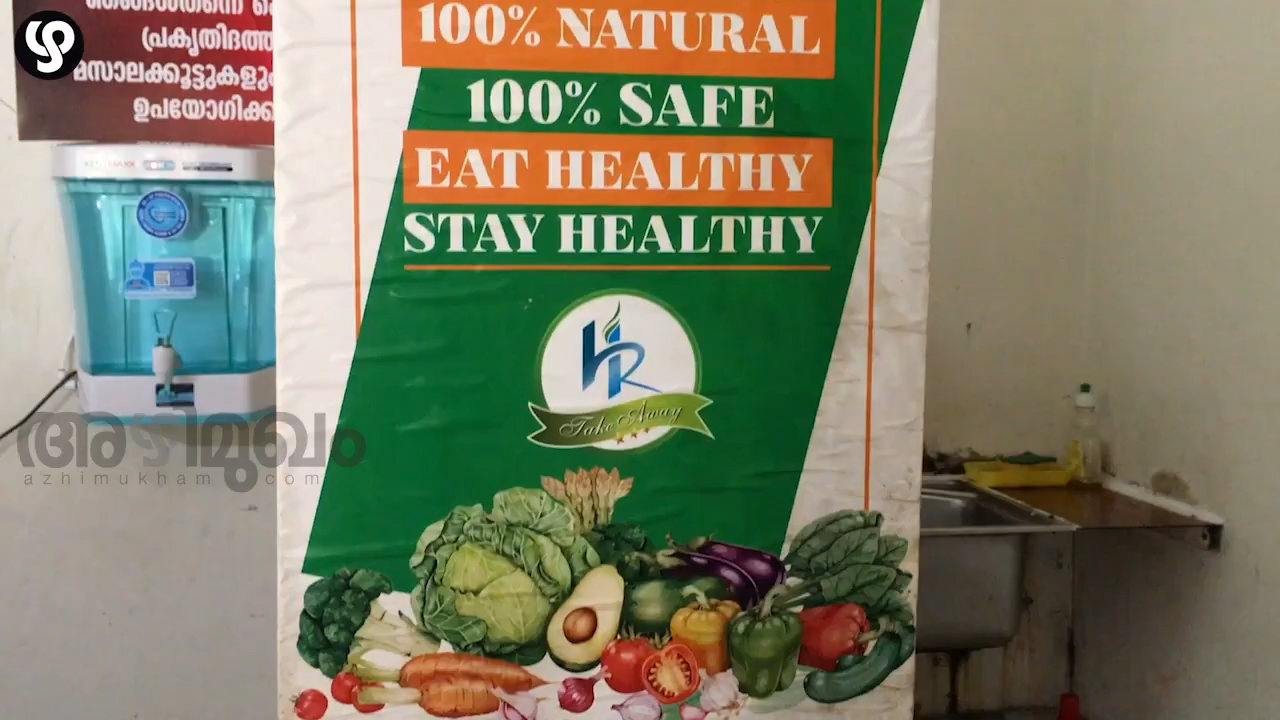 പ്രകൃതിദത്ത
മസാലക്കൂട്ടുകളും
ഉപയോഗിക്ക
100% NATURAL
100% SAFE
EAT HEALTHY
STAY HEALTHY
HR
Take Away
അഴിമുഖം
azhimukham com